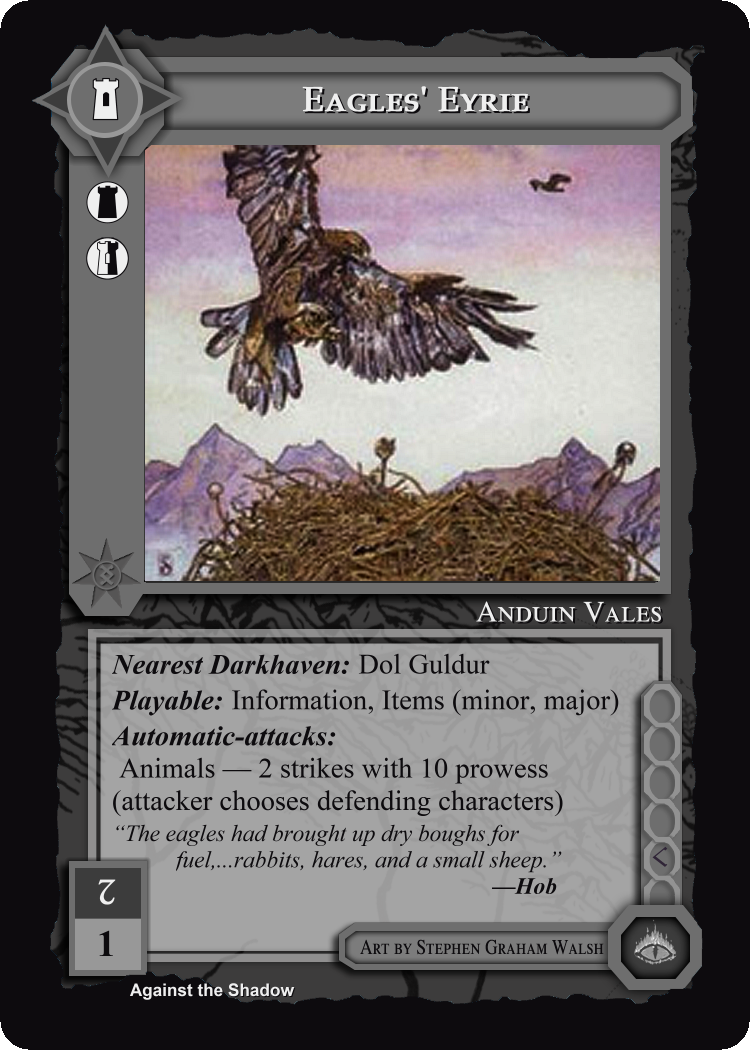 Eagles' Eyrie
Anduin Vales
Nearest Darkhaven: Dol Guldur
Playable: Information, Items (minor, major)
Automatic-attacks:
Animals — 2 strikes with 10 prowess
(attacker chooses defending characters)
“The eagles had brought up dry boughs for
fuel,...rabbits, hares, and a small sheep.”
—Hob
2
1
Art by Stephen Graham Walsh
Against the Shadow